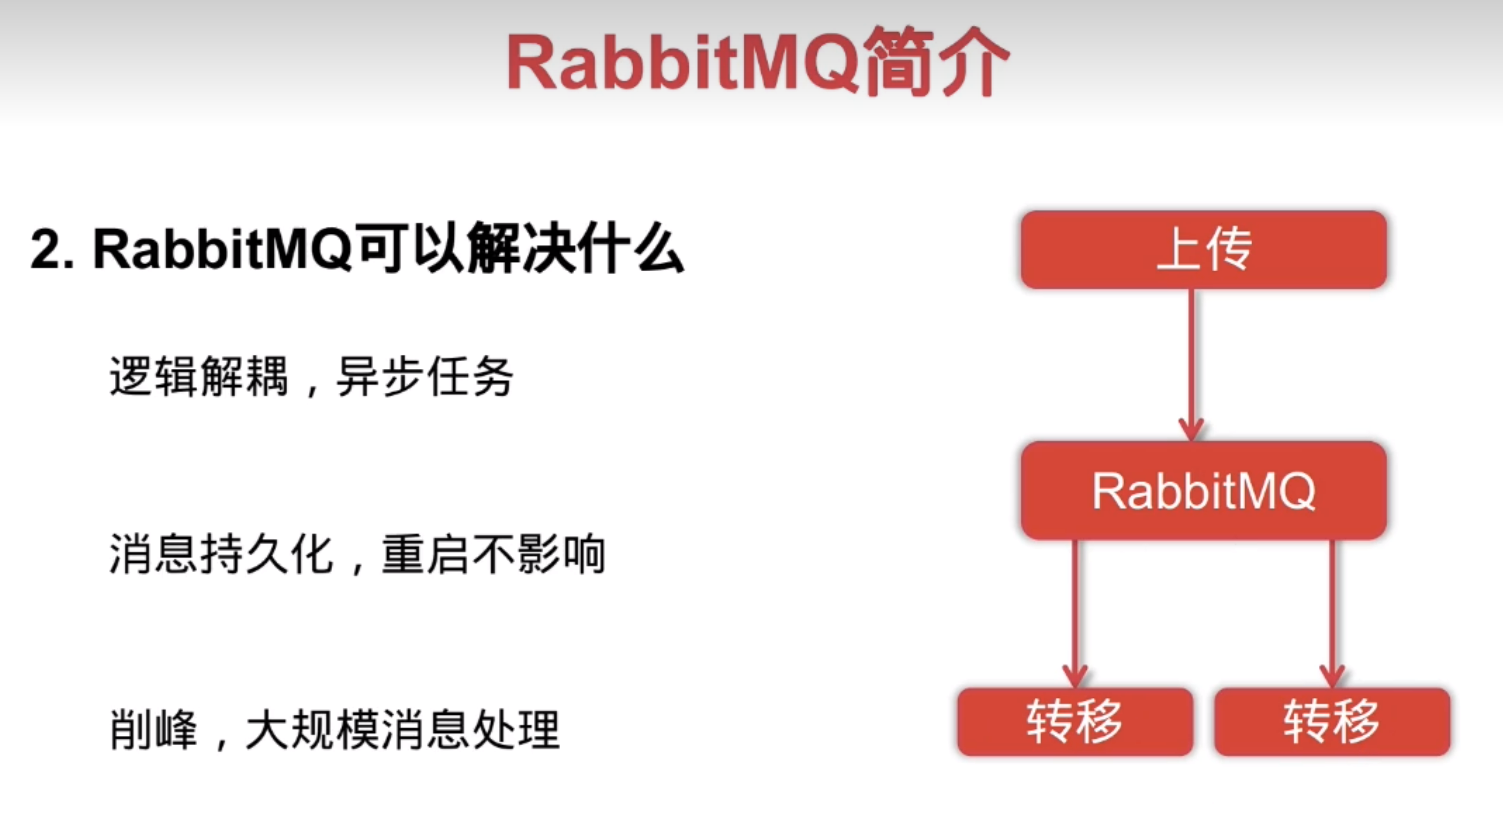 RabbitMQ简介
2. RabbitMQ可以解决什么
逻辑解耦，异步任务
消息持久化，重启不影响
削峰，大规模消息处理
上传
RabbitMQ
转移
转移